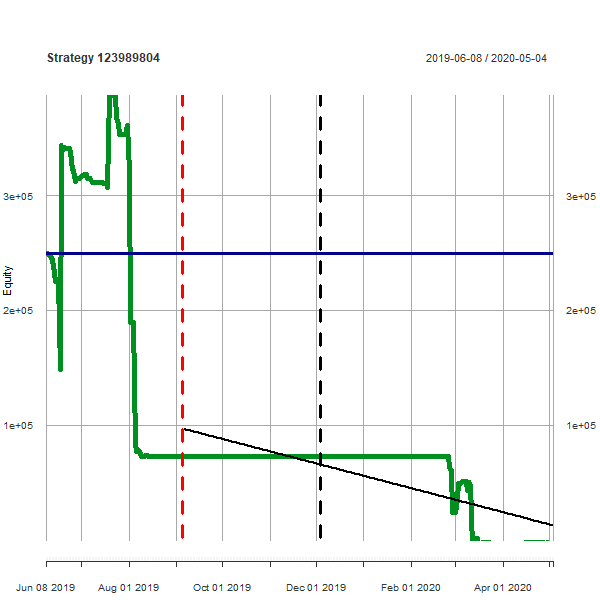 Strategy 123989804
2019-06-08 / 2020-05-04
3e+05
3e+05
Equity
2e+05
2e+05
1e+05
1e+05
Jun 08 2019
Aug 01 2019
Oct 01 2019
Dec 01 2019
Feb 01 2020
Apr 01 2020